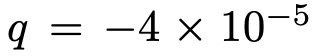 q = −4 × 10⁻⁵